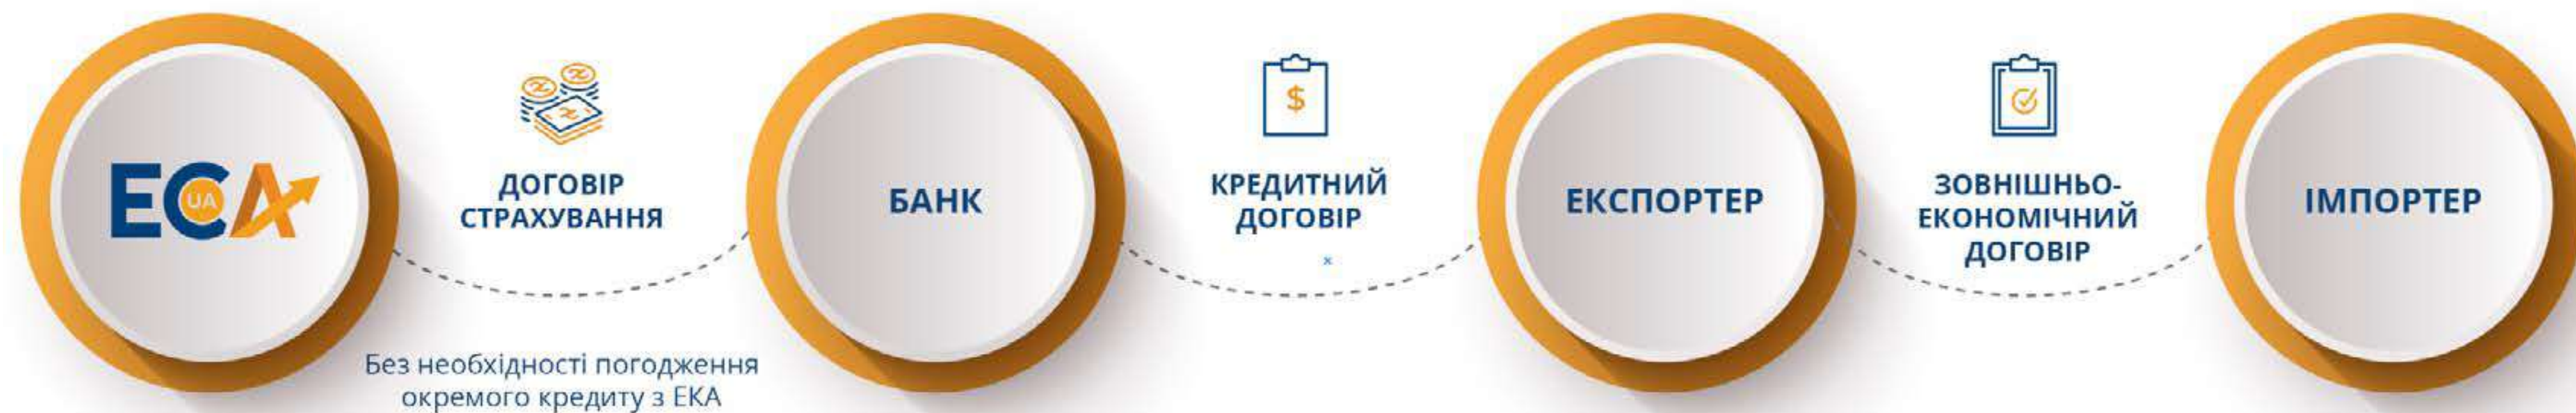 ECA
UA
ДОГОВІР
СТРАХУВАННЯ
Без необхідності погодження
окремого кредиту з ЕКА
БАНК
$
КРЕДИТНИЙ
ДОГОВІР
ЕКСПОРТЕР
ЗОВНІШНЬО-
ЕКОНОМІЧНИЙ
ДОГОВІР
ІМПОРТЕР